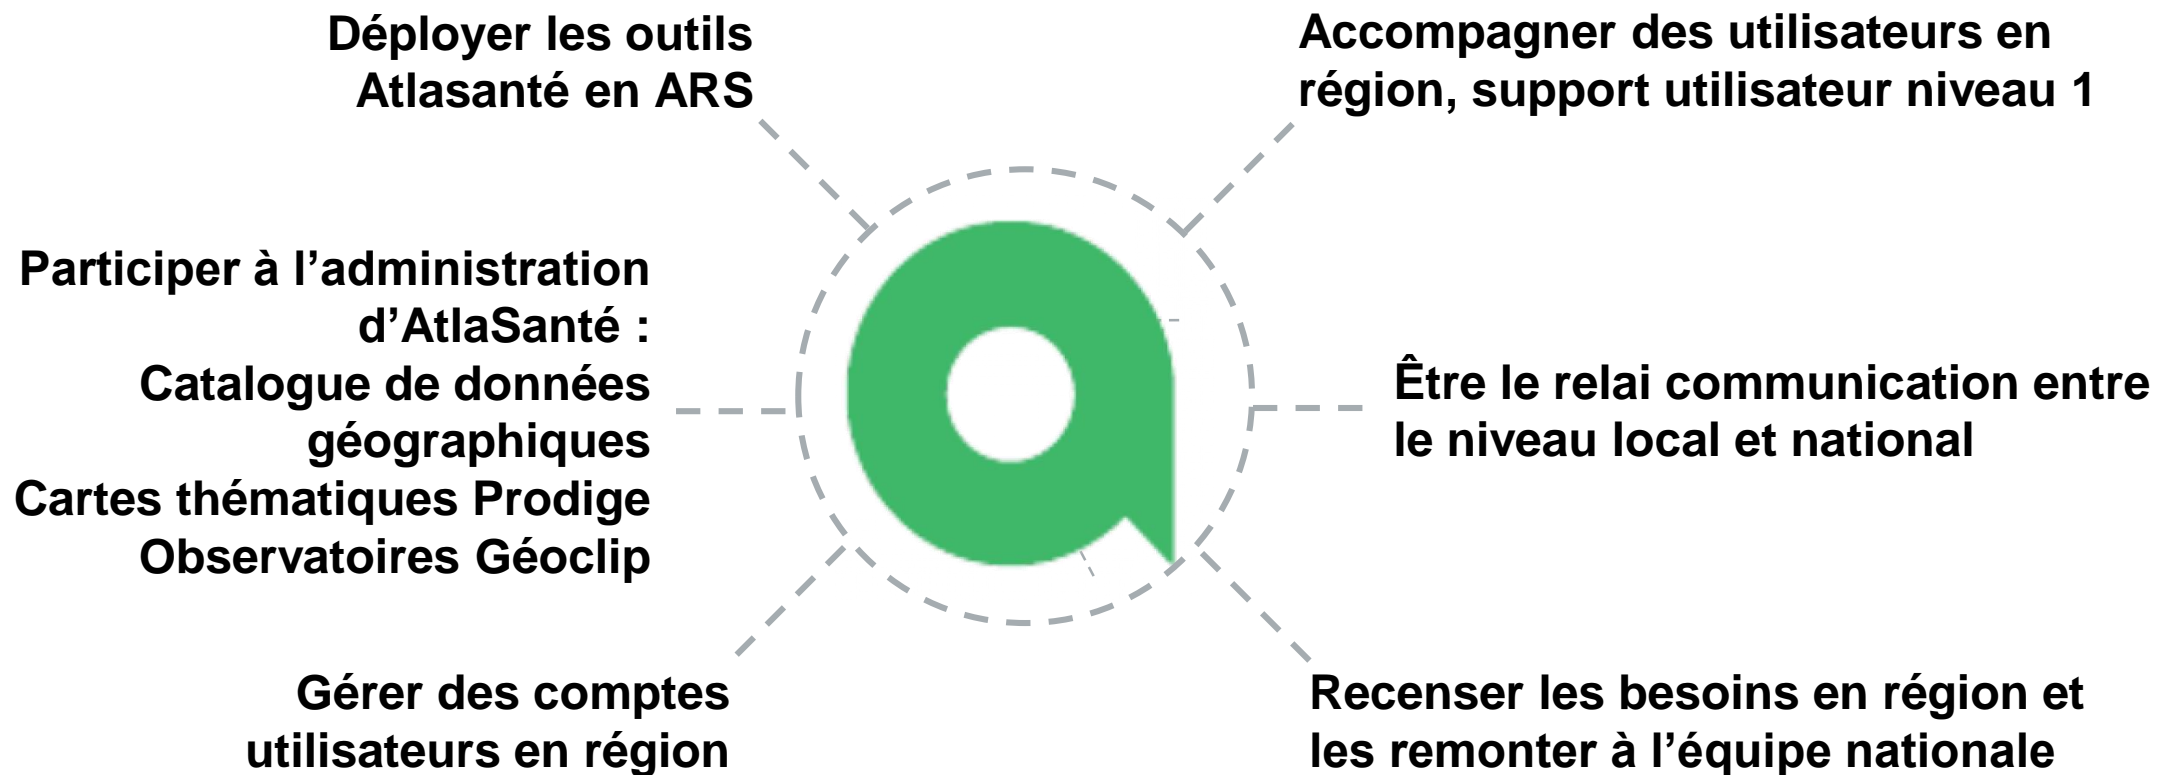 Déployer les outils
Atlasanté en ARS
Accompagner des utilisateurs en
région, support utilisateur niveau 1
Participer à l’administration
d’AtlaSanté :
Catalogue de données
géographiques
Cartes thématiques Prodige
Observatoires Géoclip
Être le relai communication entre
le niveau local et national
Gérer des comptes
utilisateurs en région
Recenser les besoins en région et
les remonter à l’équipe nationale